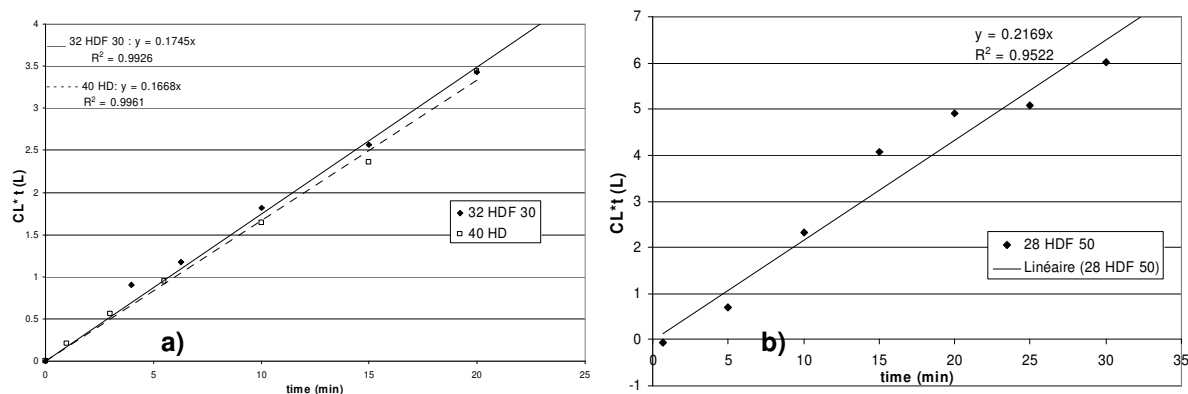 4
3.5
3
2.5
2
1.5
1
0.5
0
CL* t (L)
32 HDF 30 : y = 0.1745x
R² = 0.9926
40 HD: y = 0.1668x
R² = 0.9961
32 HDF 30
40 HD
a)
0 5 10 15 20 25
time (min)
7
6
5
4
3
2
1
0
-1
CL*t (L)
y = 0.2169x
R² = 0.9522
28 HDF 50
Linéaire (28 HDF 50)
b)
0 5 10 15 20 25 30 35
time (min)